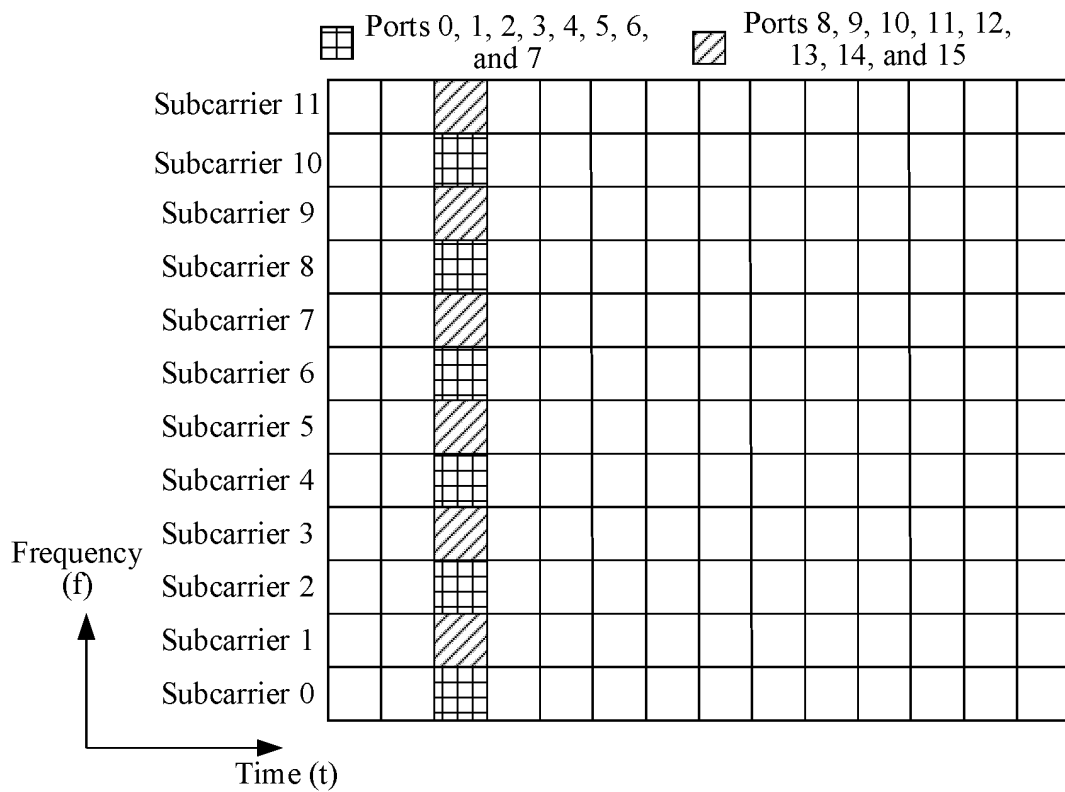 Ports 0, 1, 2, 3, 4, 5, 6,
and 7
Ports 8, 9, 10, 11, 12,
13, 14, and 15
Subcarrier 11
Subcarrier 10
Subcarrier 9
Subcarrier 8
Subcarrier 7
Subcarrier 6
Subcarrier 5
Subcarrier 4
Subcarrier 3
Subcarrier 2
Subcarrier 1
Subcarrier 0
Frequency
(f)
Time (t)